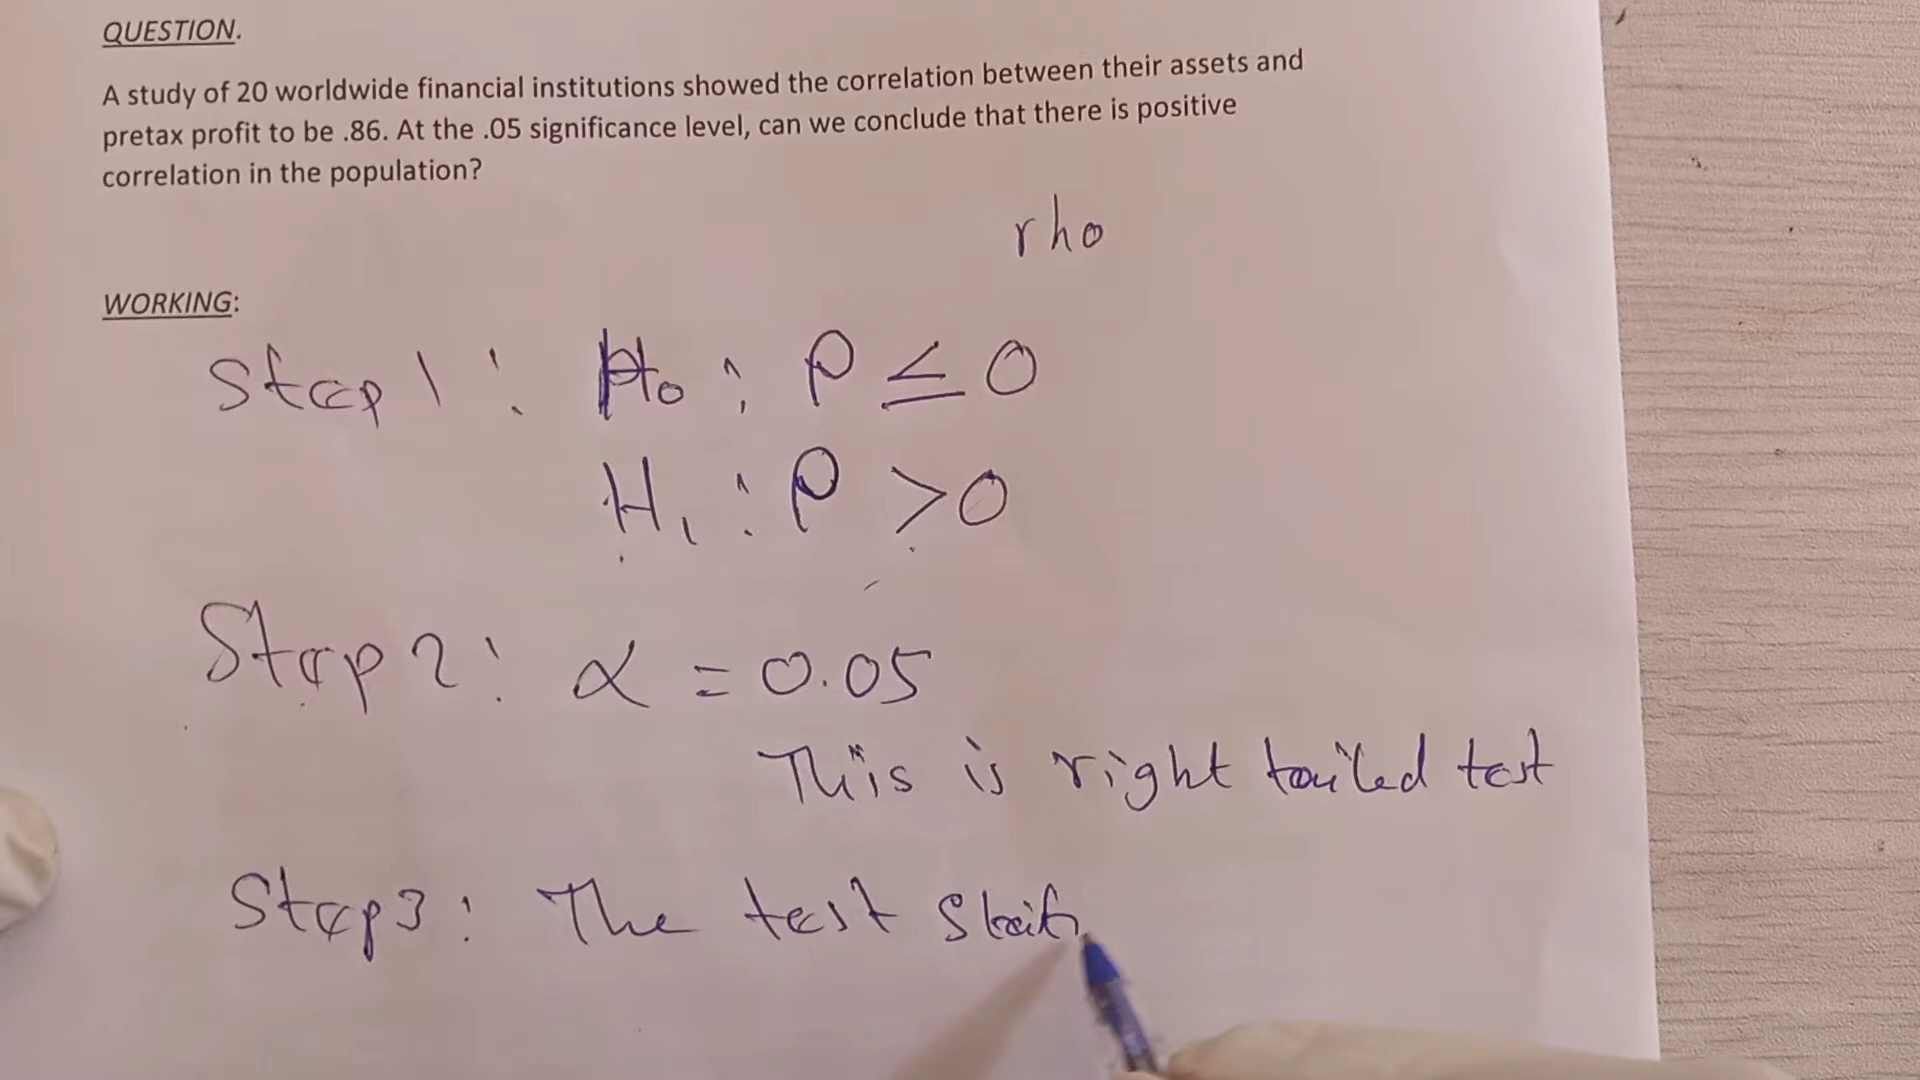 QUESTION.
A study of 20 worldwide financial institutions showed the correlation between their assets and
pretax profit to be .86. At the .05 significance level, can we conclude that there is positive
correlation in the population?
rho
WORKING:
Step 1 : H₀ : ρ ≤ 0
H₁ : ρ > 0
Step 2 : α = 0.05
This is right tailed test
Step 3 : The test